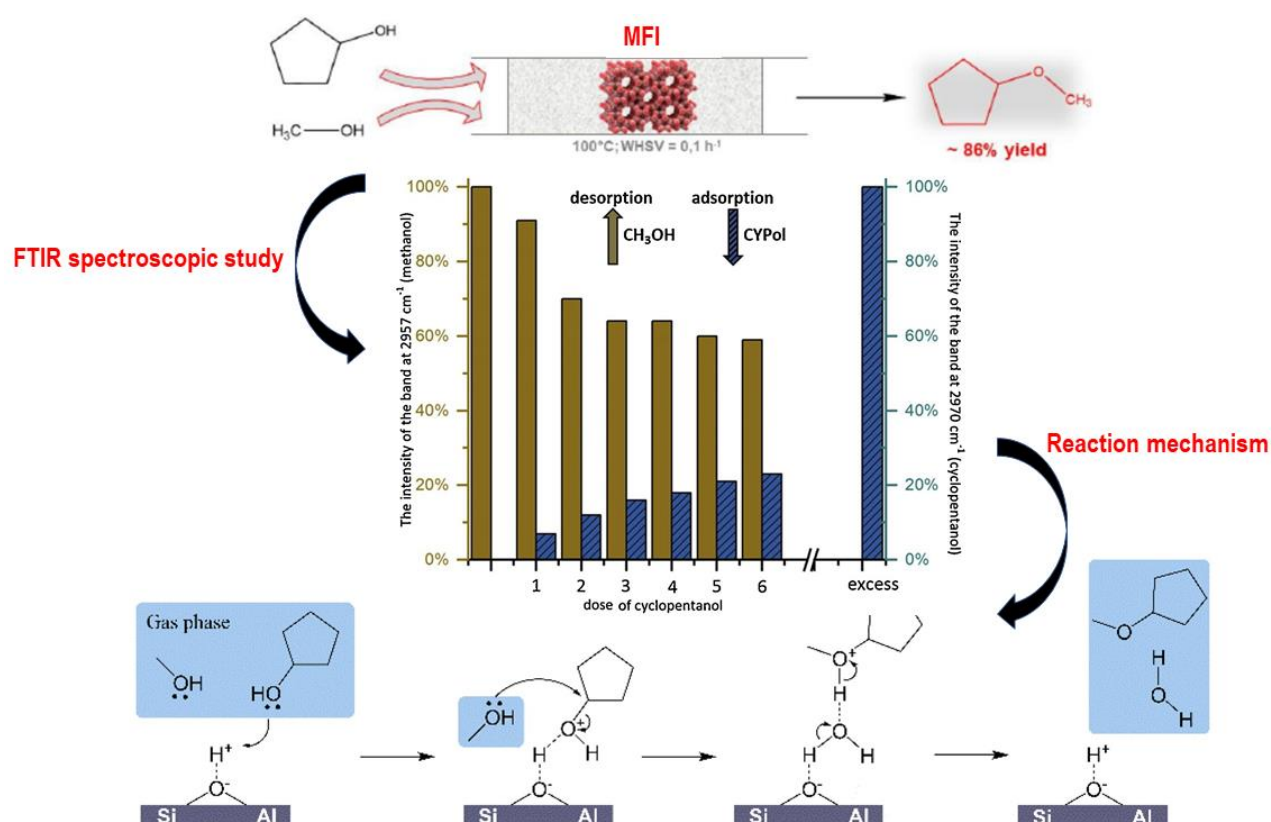 OH
MFI
H₃C—OH
O
CH₃
100°C; WHSV = 0,1 h⁻¹
~ 86% yield
FTIR spectroscopic study
The intensity of the band at 2957 cm⁻¹ (methanol)
100%
80%
60%
40%
20%
0%
desorption
CH₃OH
adsorption
CYPol
1 2 3 4 5 6 excess
dose of cyclopentanol
100%
80%
60%
40%
20%
0%
The intensity of the band at 2970 cm⁻¹ (cyclopentanol)
Reaction mechanism
Gas phase
OH
HO
H⁺
O⁻
Si Al
OH
O⁺
H
H
O⁻
Si Al
O⁺
H
O
H H
O⁻
Si Al
O
H
O
H
H⁺
O⁻
Si Al